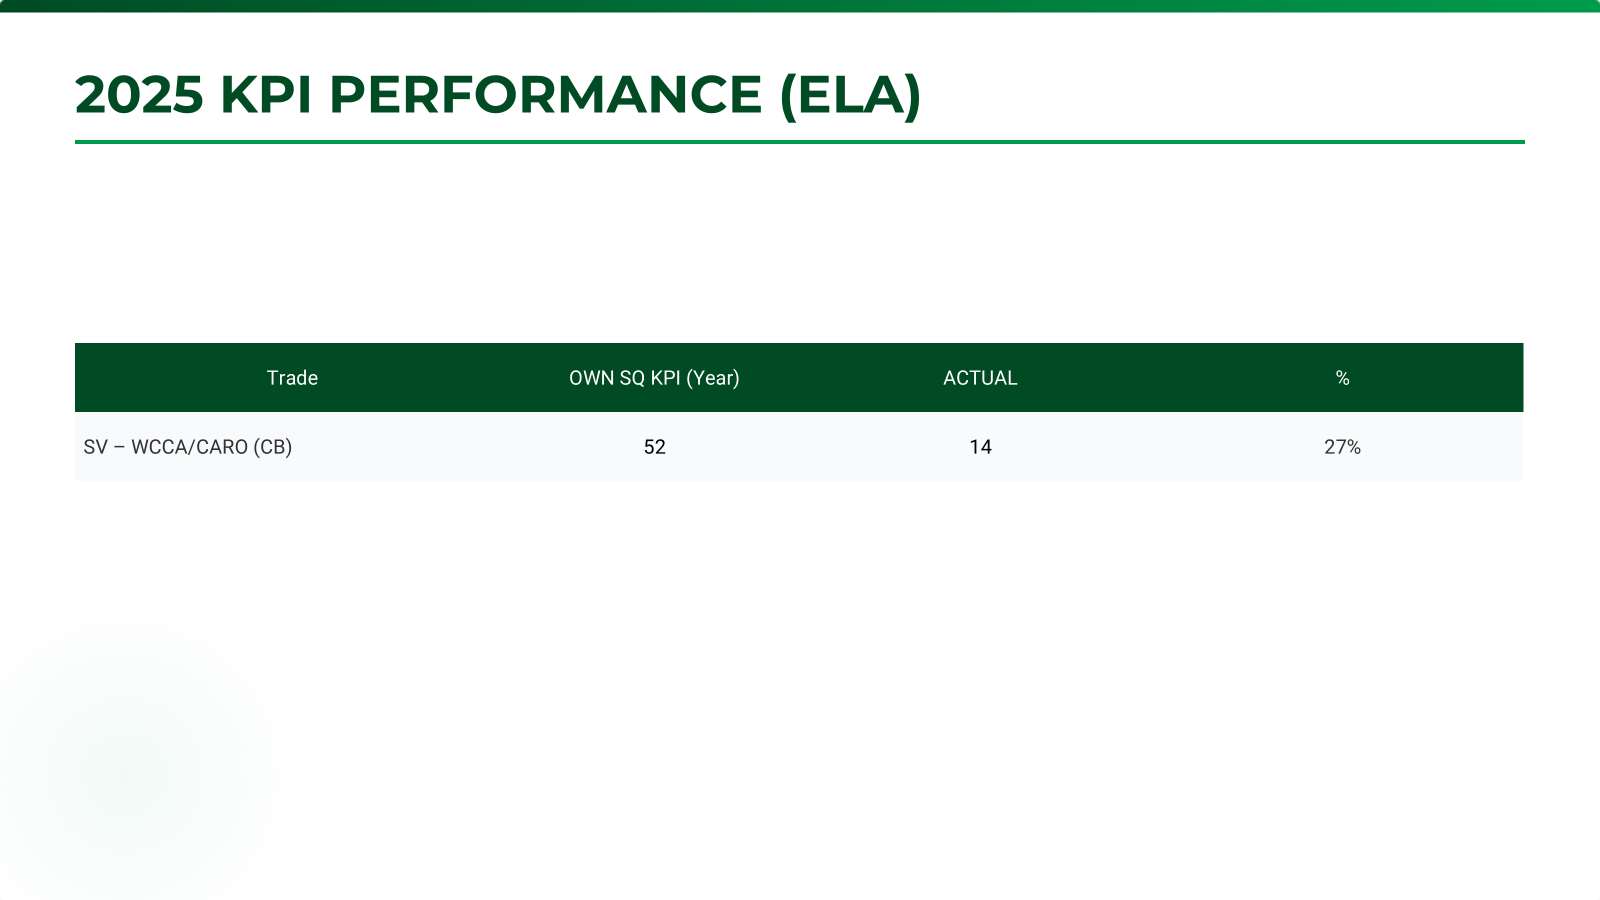 2025 KPI PERFORMANCE (ELA)
Trade OWN SQ KPI (Year) ACTUAL %
SV – WCCA/CARO (CB) 52 14 27%